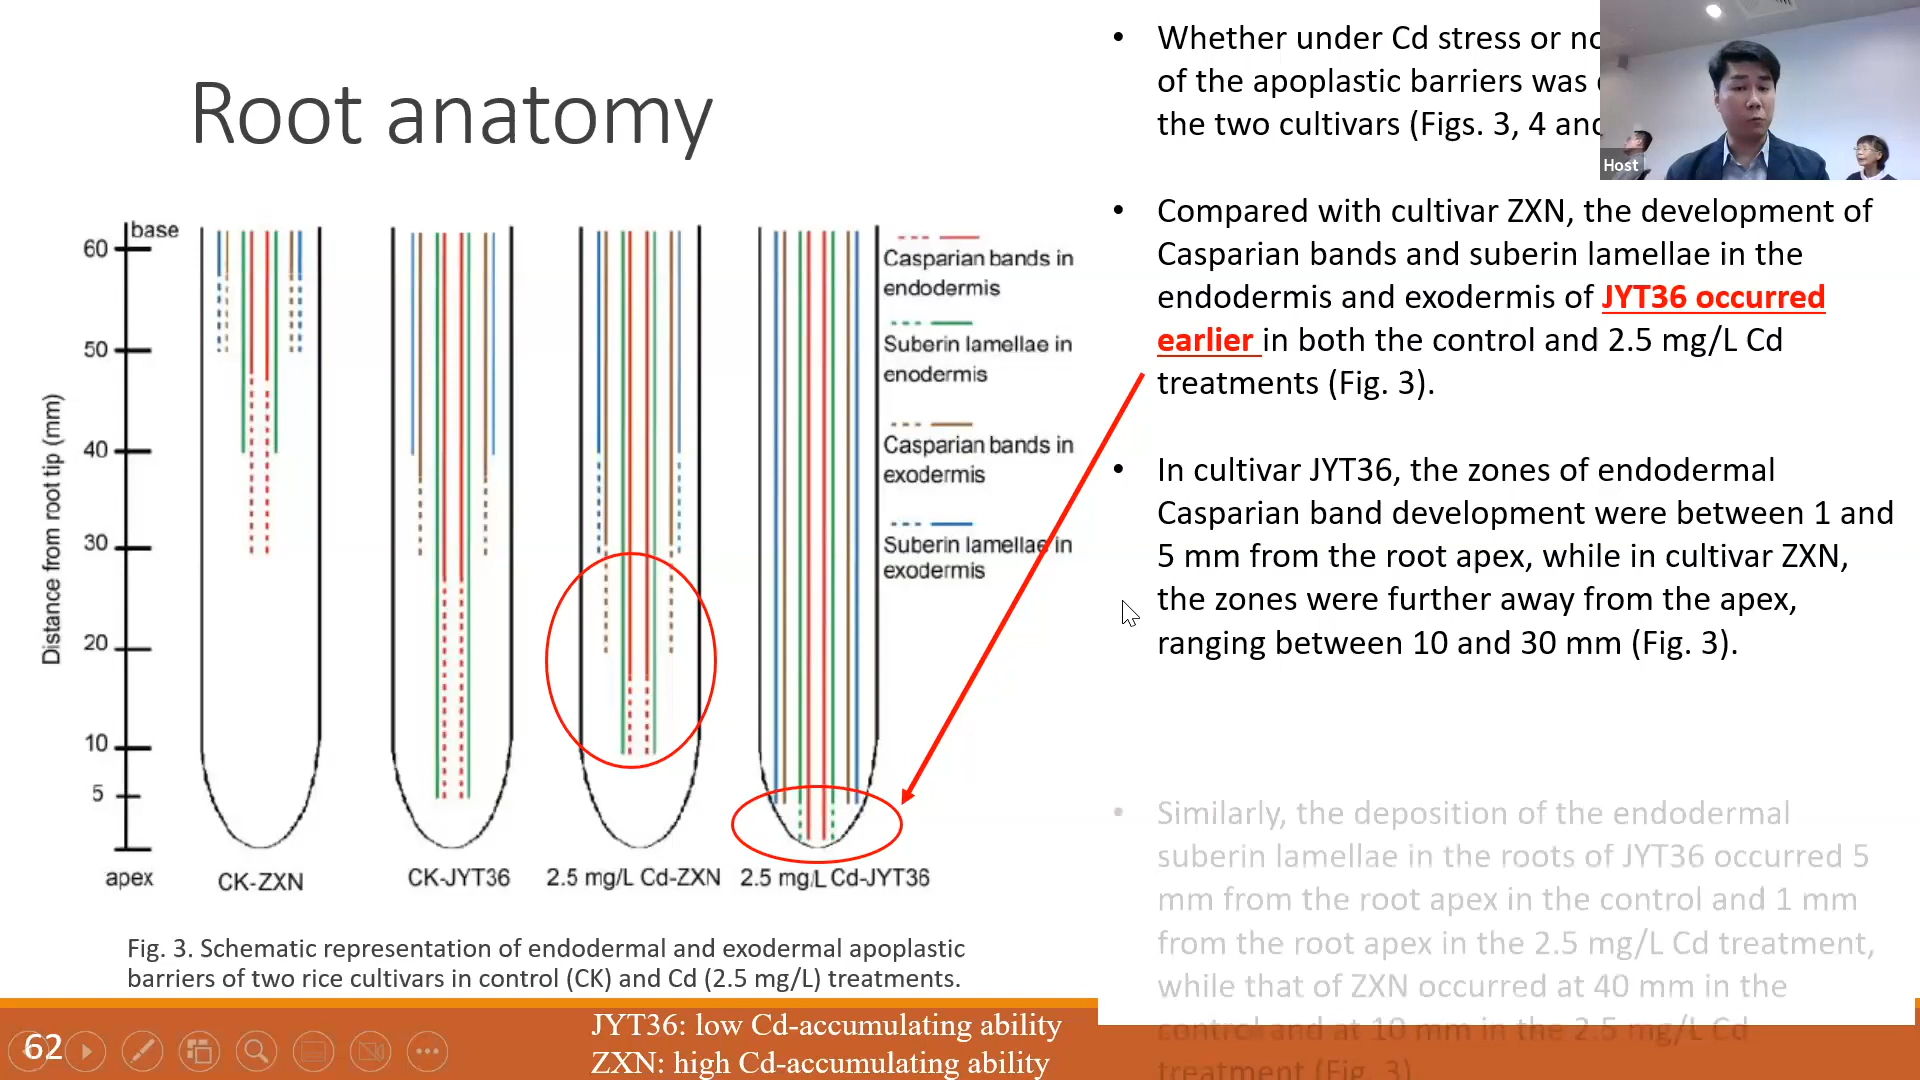 Root anatomy
• Whether under Cd stress or
of the apoplastic barriers was
the two cultivars (Figs. 3, 4
Host
• Compared with cultivar ZXN, the development of
Casparian bands and suberin lamellae in the
endodermis and exodermis of JYT36 occurred
earlier in both the control and 2.5 mg/L Cd
treatments (Fig. 3).
• In cultivar JYT36, the zones of endodermal
Casparian band development were between 1 and
5 mm from the root apex, while in cultivar ZXN,
the zones were further away from the apex,
ranging between 10 and 30 mm (Fig. 3).
• Similarly, the deposition of the endodermal
suberin lamellae in the roots of JYT36 occurred 5
mm from the root apex in the control and 1 mm
from the root apex in the 2.5 mg/L Cd treatment,
while that of ZXN occurred at 40 mm in the
control and at 10 mm in the 2.5 mg/L Cd
treatment (Fig. 3)
Distance from root tip (mm)
base
60
50
40
30
20
10
5
apex
Casparian bands in
endodermis
Suberin lamellae in
enodermis
Casparian bands in
exodermis
Suberin lamellae in
exodermis
CK-ZXN
CK-JYT36
2.5 mg/L Cd-ZXN
2.5 mg/L Cd-JYT36
Fig. 3. Schematic representation of endodermal and exodermal apoplastic
barriers of two rice cultivars in control (CK) and Cd (2.5 mg/L) treatments.
62
JYT36: low Cd-accumulating ability
ZXN: high Cd-accumulating ability